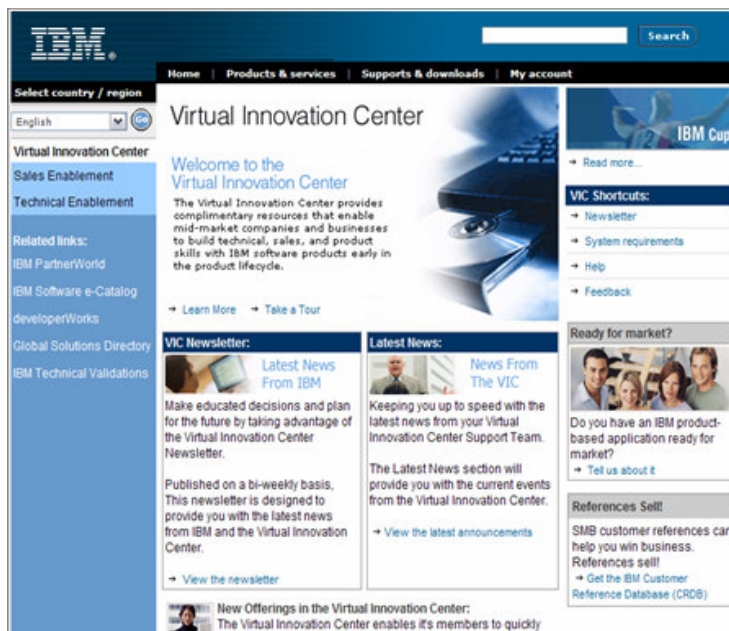 IBM.
Search
Home | Products & services | Supports & downloads | My account
Select country / region
English
Go
Virtual Innovation Center
Sales Enablement
Technical Enablement
Related links:
IBM PartnerWorld
IBM Software e-Catalog
developerWorks
Global Solutions Directory
IBM Technical Validations
Virtual Innovation Center
Welcome to the
Virtual Innovation Center
The Virtual Innovation Center provides
complimentary resources that enable
mid-market companies and businesses
to build technical, sales, and product
skills with IBM software products early in
the product lifecycle.
→ Learn More → Take a Tour
VIC Newsletter:
Latest News
From IBM
Make educated decisions and plan
for the future by taking advantage of
the Virtual Innovation Center
Newsletter.
Published on a bi-weekly basis,
This newsletter is designed to
provide you with the latest news
from IBM and the Virtual Innovation
Center.
→ View the newsletter
Latest News:
News From
The VIC
Keeping you up to speed with the
latest news from your Virtual
Innovation Center Support Team.
The Latest News section will
provide you with the current events
from the Virtual Innovation Center.
→ View the latest announcements
New Offerings in the Virtual Innovation Center:
The Virtual Innovation Center enables it's members to quickly
IBM Cup
→ Read more...
VIC Shortcuts:
→ Newsletter
→ System requirements
→ Help
→ Feedback
Ready for market?
Do you have an IBM product-
based application ready for
market?
→ Tell us about it
References Sell!
SMB customer references can
help you win business.
References sell!
→ Get the IBM Customer
Reference Database (CRDB)